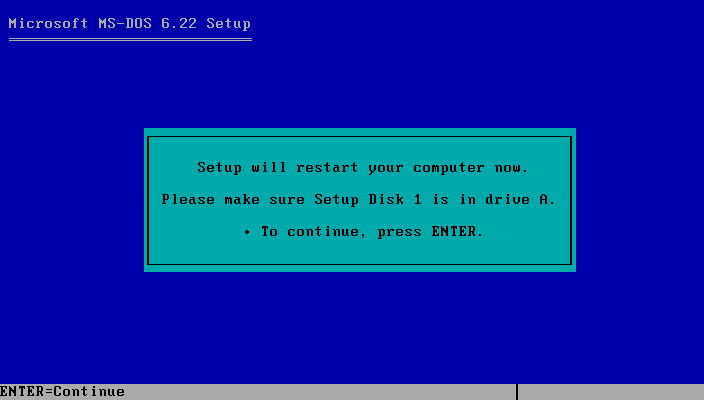 Microsoft MS-DOS 6.22 Setup
Setup will restart your computer now.
Please make sure Setup Disk 1 is in drive A.
• To continue, press ENTER.
ENTER=Continue